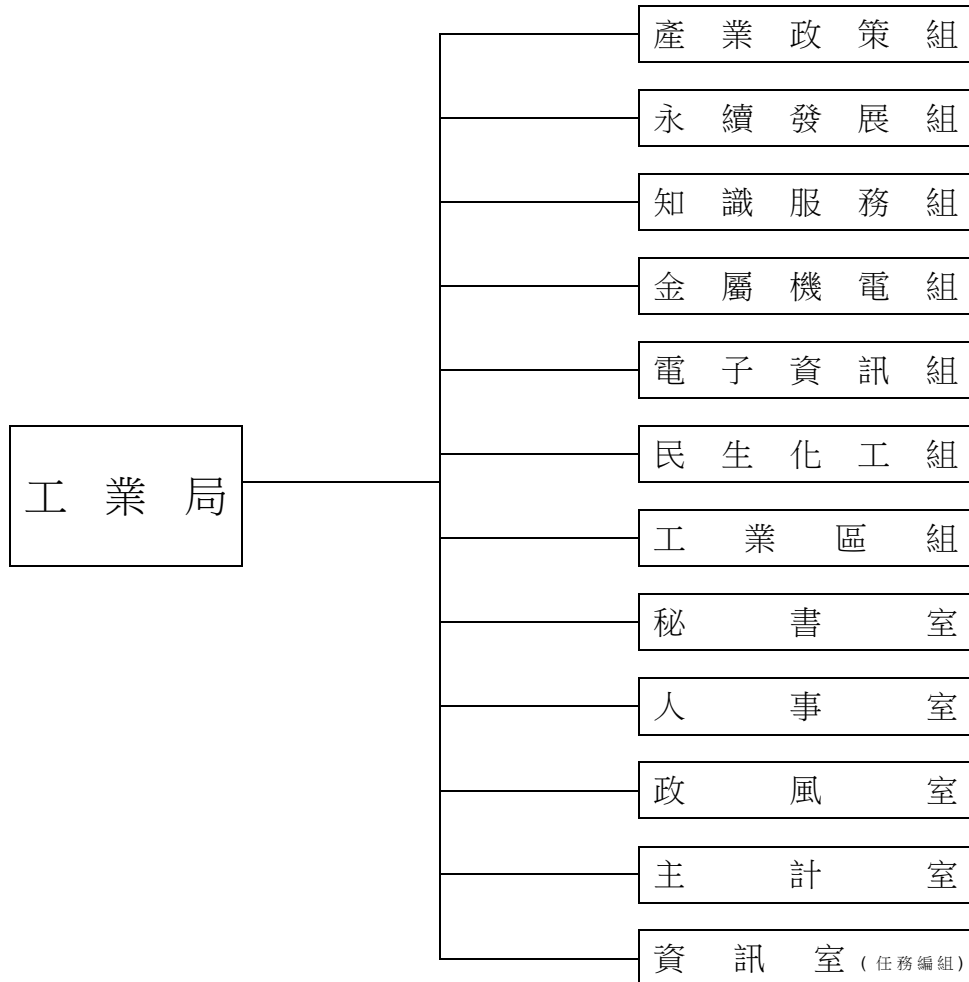 工業局
產業政策組
永續發展組
知識服務組
金屬機電組
電子資訊組
民生化工組
工業區組
秘書室
人事室
政風室
主計室
資訊室(任務編組)